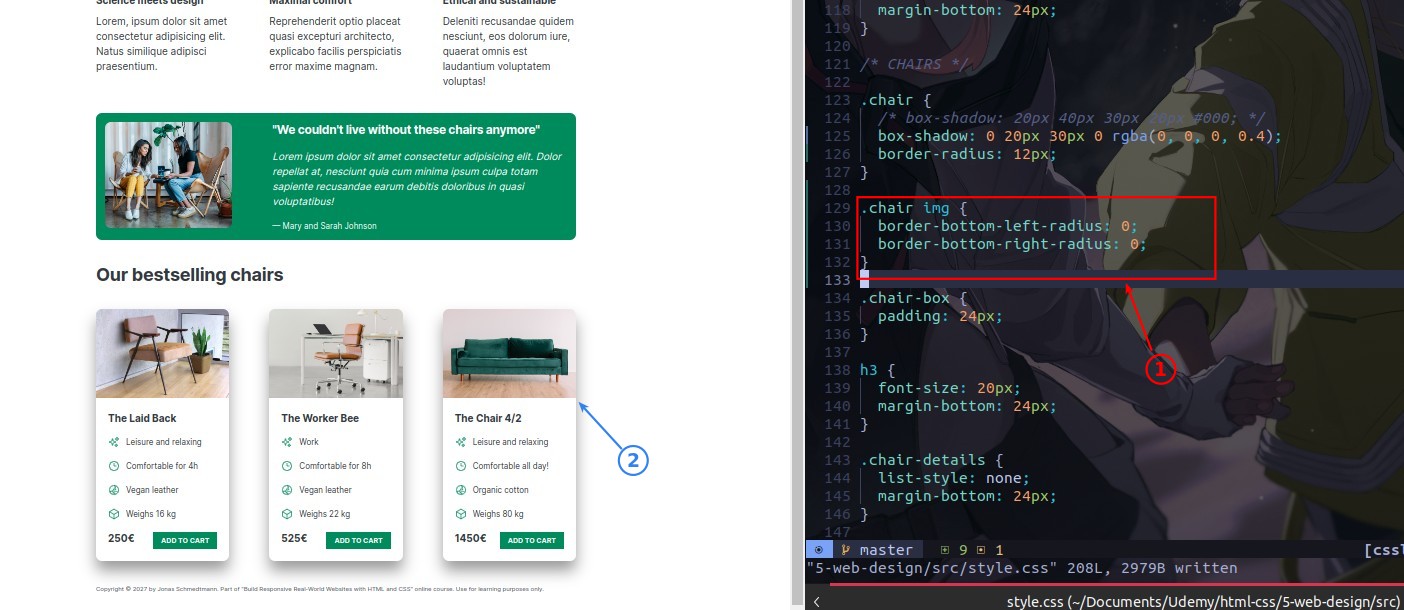 Science meets design
Maximal comfort
Ethical and sustainable
Lorem, ipsum dolor sit amet
consectetur adipisicing elit.
Natus similique adipisci
praesentium.
Reprehenderit optio placeat
quasi excepturi architecto,
explicabo facilis perspiciatis
error maxime magnam.
Deleniti recusandae quidem
nesciunt, eos dolorum iure,
quaerat omnis est
laudantium voluptatem
voluptas!
"We couldn't live without these chairs anymore"
Lorem ipsum dolor sit amet consectetur adipisicing elit. Dolor
repellat at, nesciunt quia cum minima ipsum culpa totam
sapiente recusandae earum debitis doloribus in quasi
voluptatibus!
— Mary and Sarah Johnson
Our bestselling chairs
The Laid Back
Leisure and relaxing
Comfortable for 4h
Vegan leather
Weighs 16 kg
250€ ADD TO CART
The Worker Bee
Work
Comfortable for 8h
Vegan leather
Weighs 22 kg
525€ ADD TO CART
The Chair 4/2
Leisure and relaxing
Comfortable all day!
Organic cotton
Weighs 80 kg
1450€ ADD TO CART
2
Copyright © 2027 by Jonas Schmedtmann. Part of "Build Responsive Real-World Websites with HTML and CSS" online course. Use for learning purposes only.
118 margin-bottom: 24px;
119 }
120
121 /* CHAIRS */
122
123 .chair {
124 /* box-shadow: 20px 40px 30px 20px #000; */
125 box-shadow: 0 20px 30px 0 rgba(0, 0, 0, 0.4);
126 border-radius: 12px;
127 }
128
129 .chair img {
130 border-bottom-left-radius: 0;
131 border-bottom-right-radius: 0;
132 }
133
134 .chair-box {
135 padding: 24px;
136 }
137
138 h3 {
139 font-size: 20px;
140 margin-bottom: 24px;
141 }
142
143 .chair-details {
144 list-style: none;
145 margin-bottom: 24px;
146 }
147
1
master 9 1 [cssl
"5-web-design/src/style.css" 208L, 2979B written
style.css (~/Documents/Udemy/html-css/5-web-design/src)